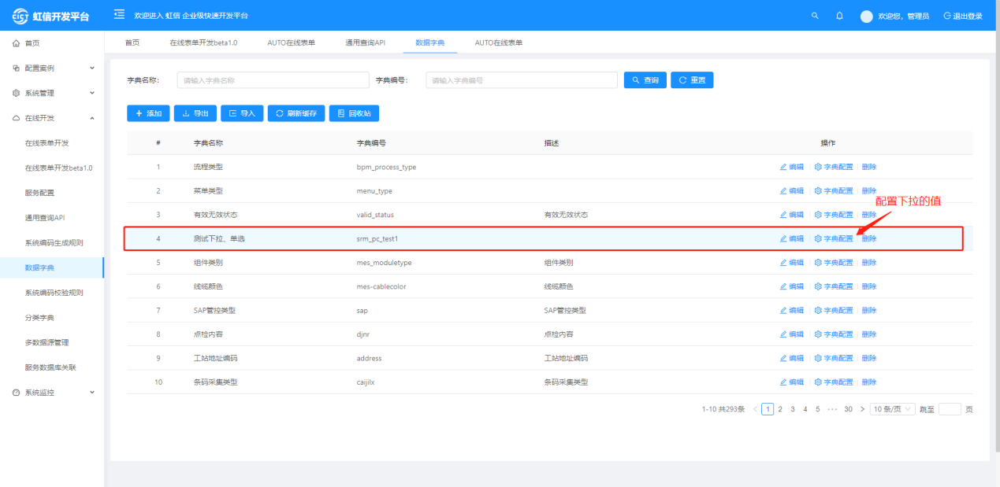 CICT 虹信开发平台 欢迎进入 虹信 企业级快速开发平台 欢迎您，管理员 退出登录
首页 在线表单开发beta1.0 AUTO在线表单 通用查询API 数据字典 AUTO在线表单
首页
配置案例
系统管理
在线开发
在线表单开发
在线表单开发beta1.0
服务配置
通用查询API
系统编码生成规则
数据字典
系统编码校验规则
分类字典
多数据源管理
服务数据库关联
系统监控
字典名称： 请输入字典名称 字典编号： 请输入字典编号 查询 重置
添加 导出 导入 刷新缓存 回收站
# 字典名称 字典编号 描述 操作
1 流程类型 bpm_process_type 编辑 字典配置 删除
2 菜单类型 menu_type 编辑 字典配置 删除
配置下拉的值
3 有效无效状态 valid_status 有效无效状态 编辑 字典配置 删除
4 测试下拉、单选 srm_pc_test1 编辑 字典配置 删除
5 组件类别 mes_moduletype 组件类别 编辑 字典配置 删除
6 线缆颜色 mes-cablecolor 线缆颜色 编辑 字典配置 删除
7 SAP管控类型 sap SAP管控类型 编辑 字典配置 删除
8 点检内容 djnr 点检内容 编辑 字典配置 删除
9 工站地址编码 address 工站地址编码 编辑 字典配置 删除
10 条码采集类型 caijilx 条码采集类型 编辑 字典配置 删除
1-10 共293条 < 1 2 3 4 5 ••• 30 > 10 条/页 跳至 页